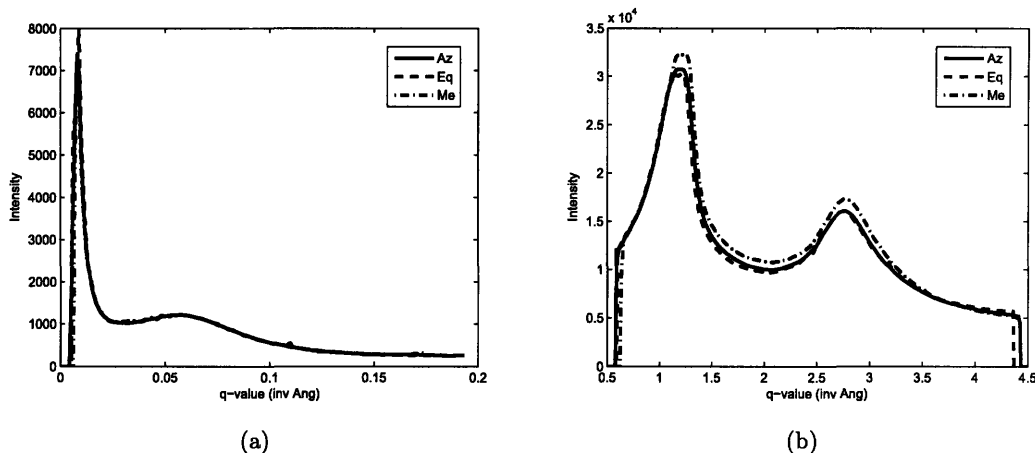 8000
7000
6000
5000
4000
3000
2000
1000
0
Intensity
Az
Eq
Me
0 0.05 0.1 0.15 0.2
q-value (inv Ang)
(a)
x 10⁴
3.5
3
2.5
2
1.5
1
0.5
0
Intensity
Az
Eq
Me
0.5 1 1.5 2 2.5 3 3.5 4 4.5
q-value (inv Ang)
(b)